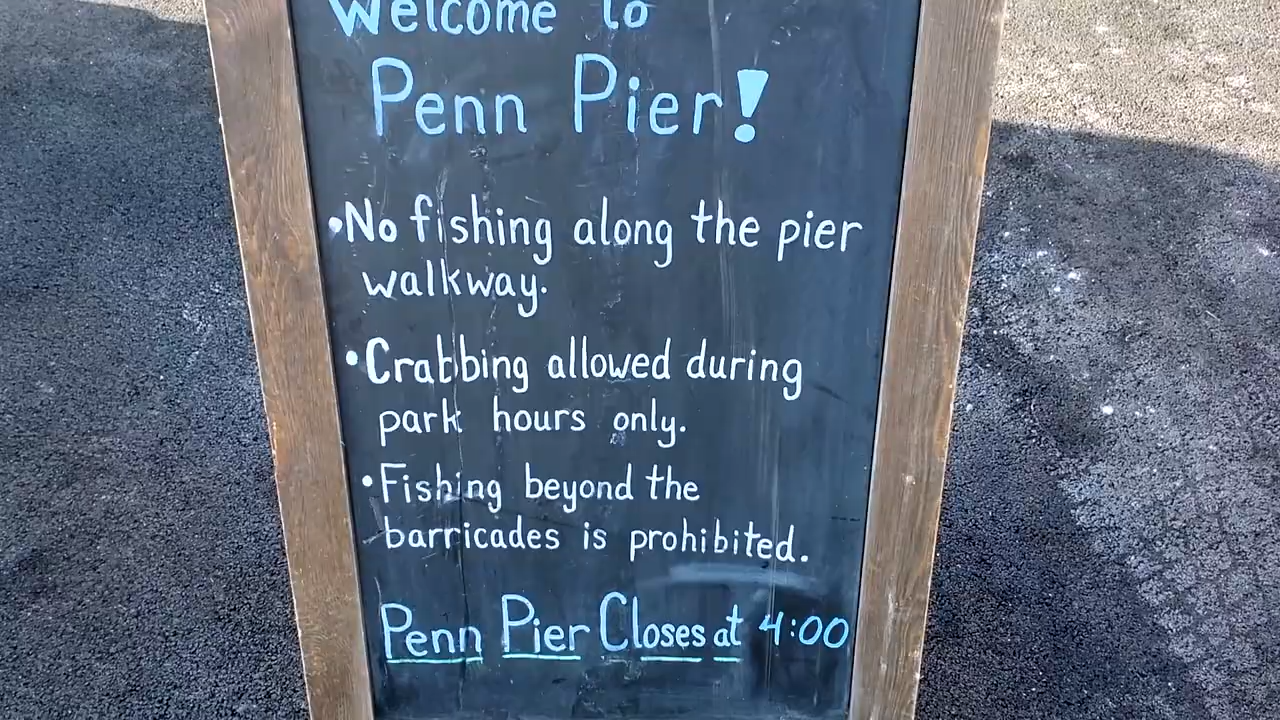 Welcome to
Penn Pier!
•No fishing along the pier
walkway.
•Crabbing allowed during
park hours only.
•Fishing beyond the
barricades is prohibited.
Penn Pier Closes at 4:00